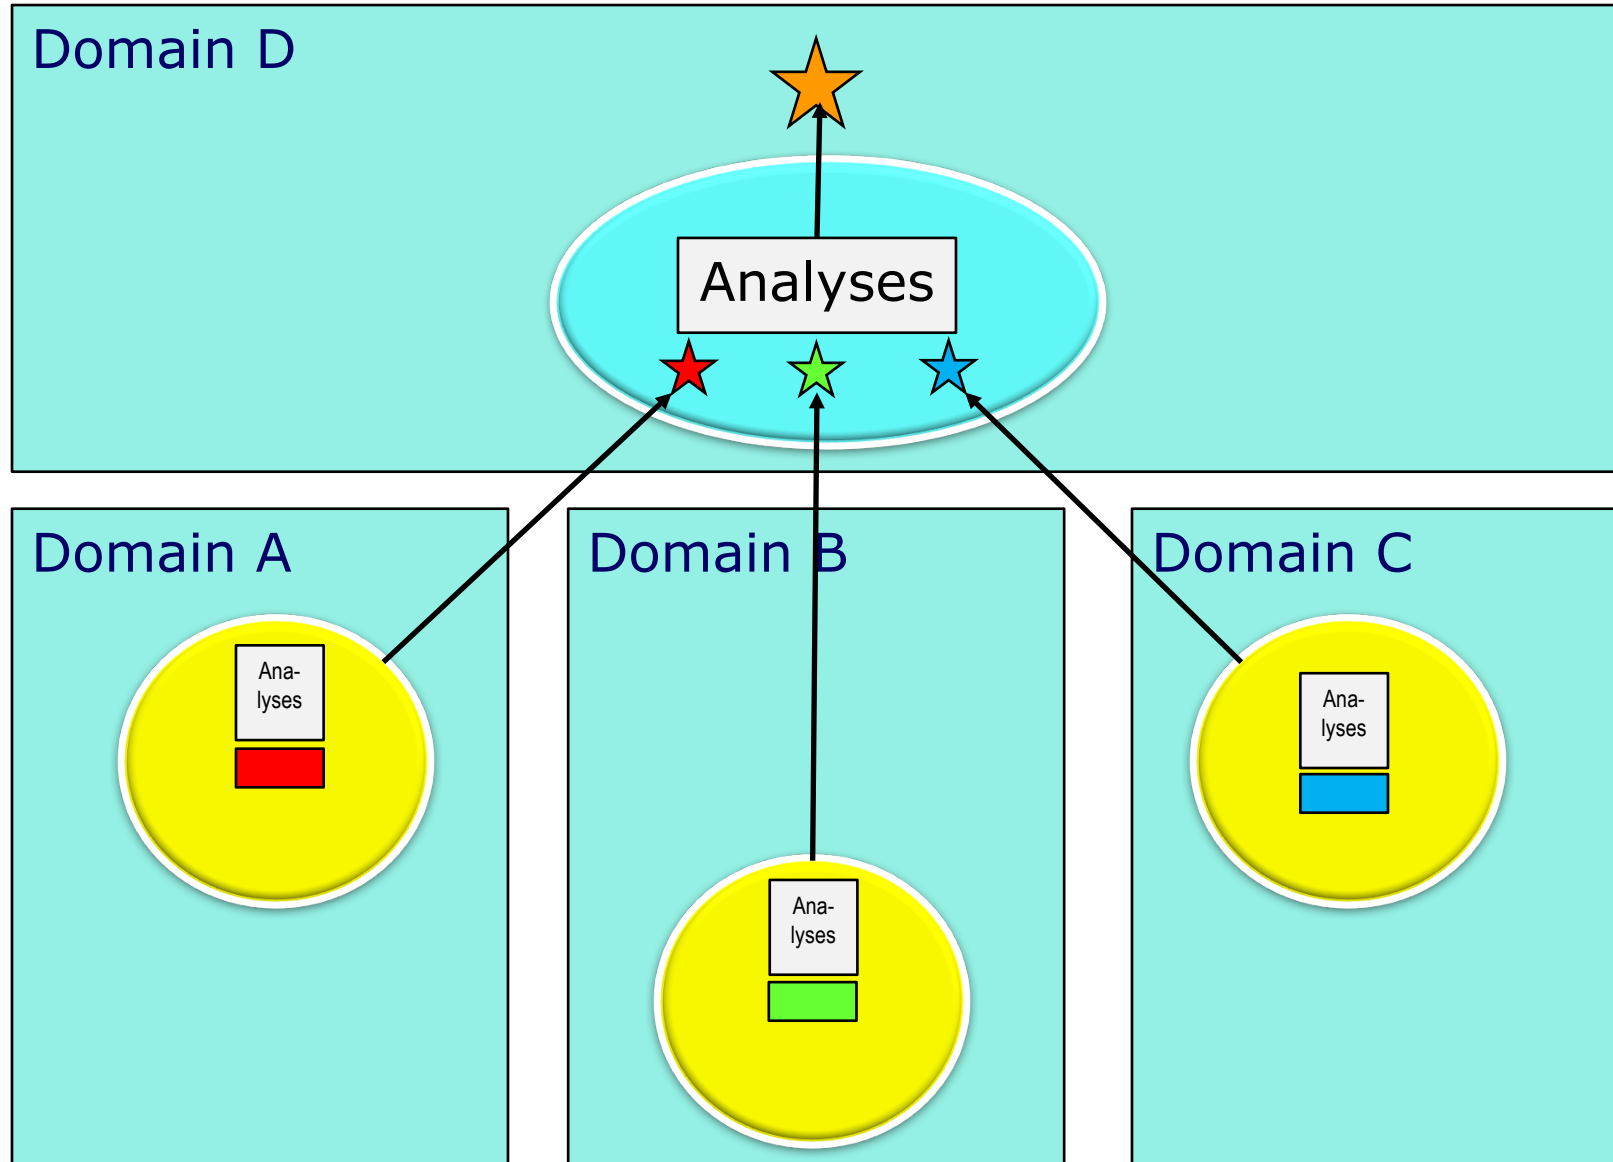 Domain D
Analyses
Domain A
Domain B
Domain C
Ana-
lyses
Ana-
lyses
Ana-
lyses